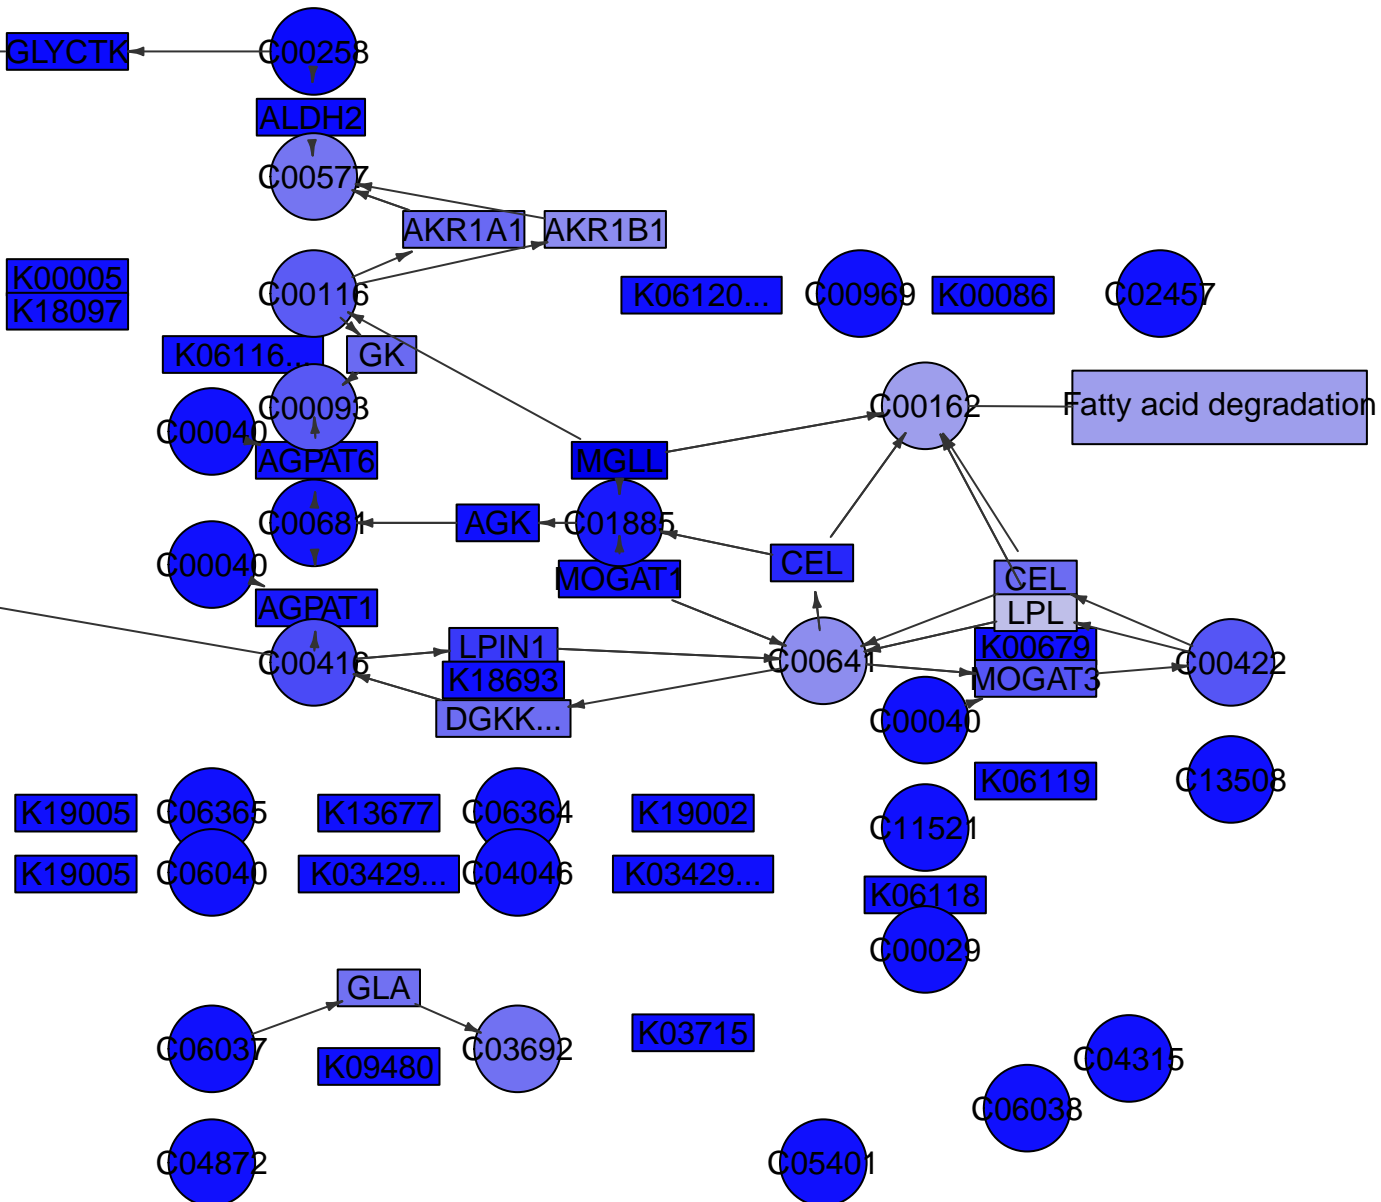 GLYCTK
C00258
ALDH2
C00577
AKR1A1
AKR1B1
K00005
K18097
C00116
K06120...
C00969
K00086
C02457
K06116...
GK
C00093
C00040
AGPAT6
MGLL
C00162
Fatty acid degradation
C00681
AGK
C01885
C00040
MOGAT1
CEL
CEL
AGPAT1
LPL
C00416
LPIN1
K18693
DGKK...
C00641
K00679
MOGAT3
C00422
C00040
K06119
C13508
K19005
C06365
K13677
C06364
K19002
C11521
K19005
C06040
K03429...
C04046
K03429...
K06118
C00029
GLA
C06037
C03692
K09480
K03715
C04315
C06038
C04872
C05401